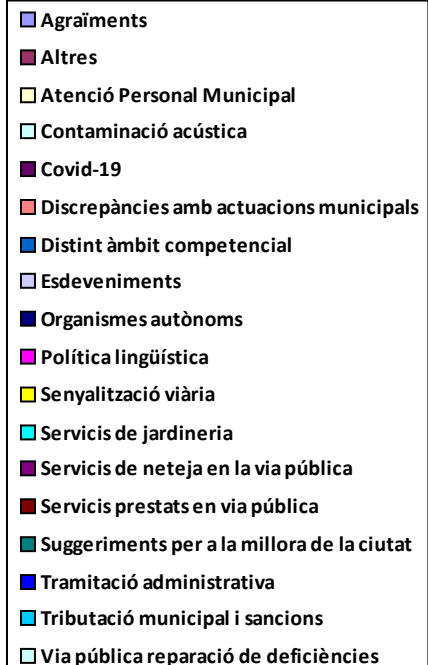 Agraïments
Altres
Atenció Personal Municipal
Contaminació acústica
Covid-19
Discrepàncies amb actuacions municipals
Distint àmbit competencial
Esdeveniments
Organismes autònoms
Política lingüística
Senyalització viària
Servicis de jardineria
Servicis de neteja en la via pública
Servicis prestats en via pública
Suggeriments per a la millora de la ciutat
Tramitació administrativa
Tributació municipal i sancions
Via pública reparació de deficiències